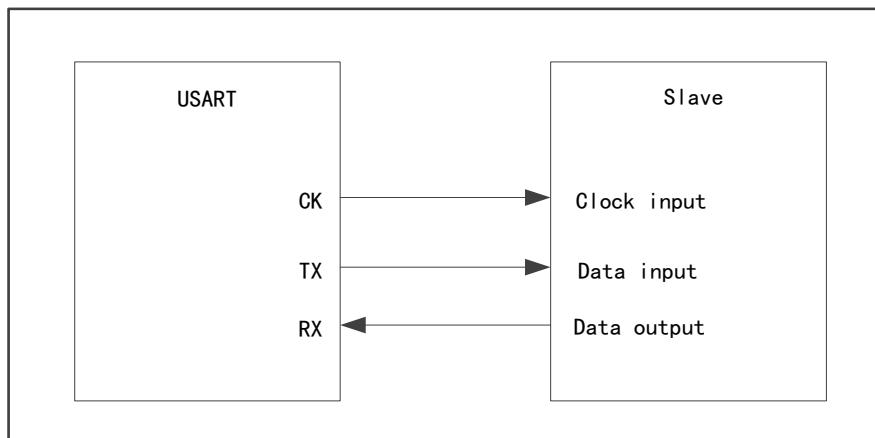 USART
Slave
CK
Clock input
TX
Data input
RX
Data output